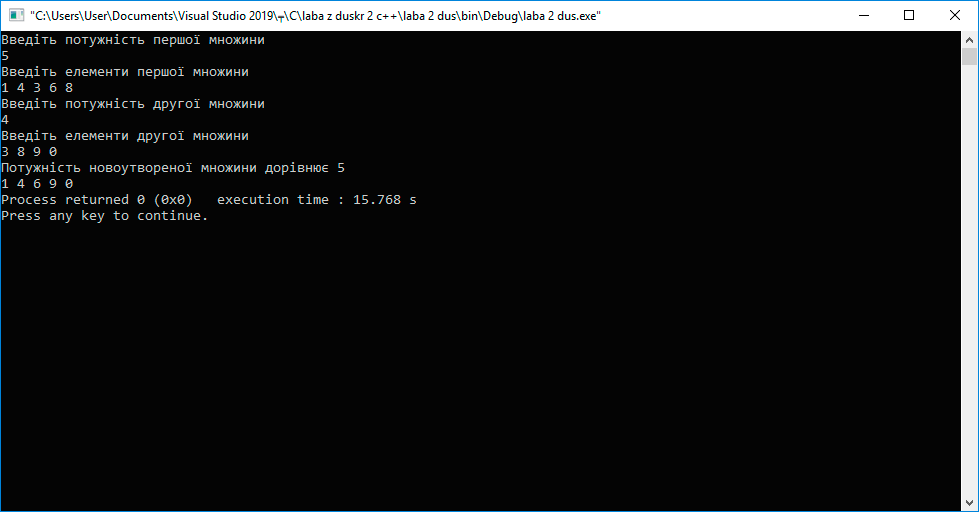 "C:\Users\User\Documents\Visual Studio 2019\┬\C\laba z duskr 2 c++\laba 2 dus\bin\Debug\laba 2 dus.exe"
Введіть потужність першої множини
5
Введіть елементи першої множини
1 4 3 6 8
Введіть потужність другої множини
4
Введіть елементи другої множини
3 8 9 0
Потужність новоутвореної множини дорівнює 5
1 4 6 9 0
Process returned 0 (0x0)   execution time : 15.768 s
Press any key to continue.